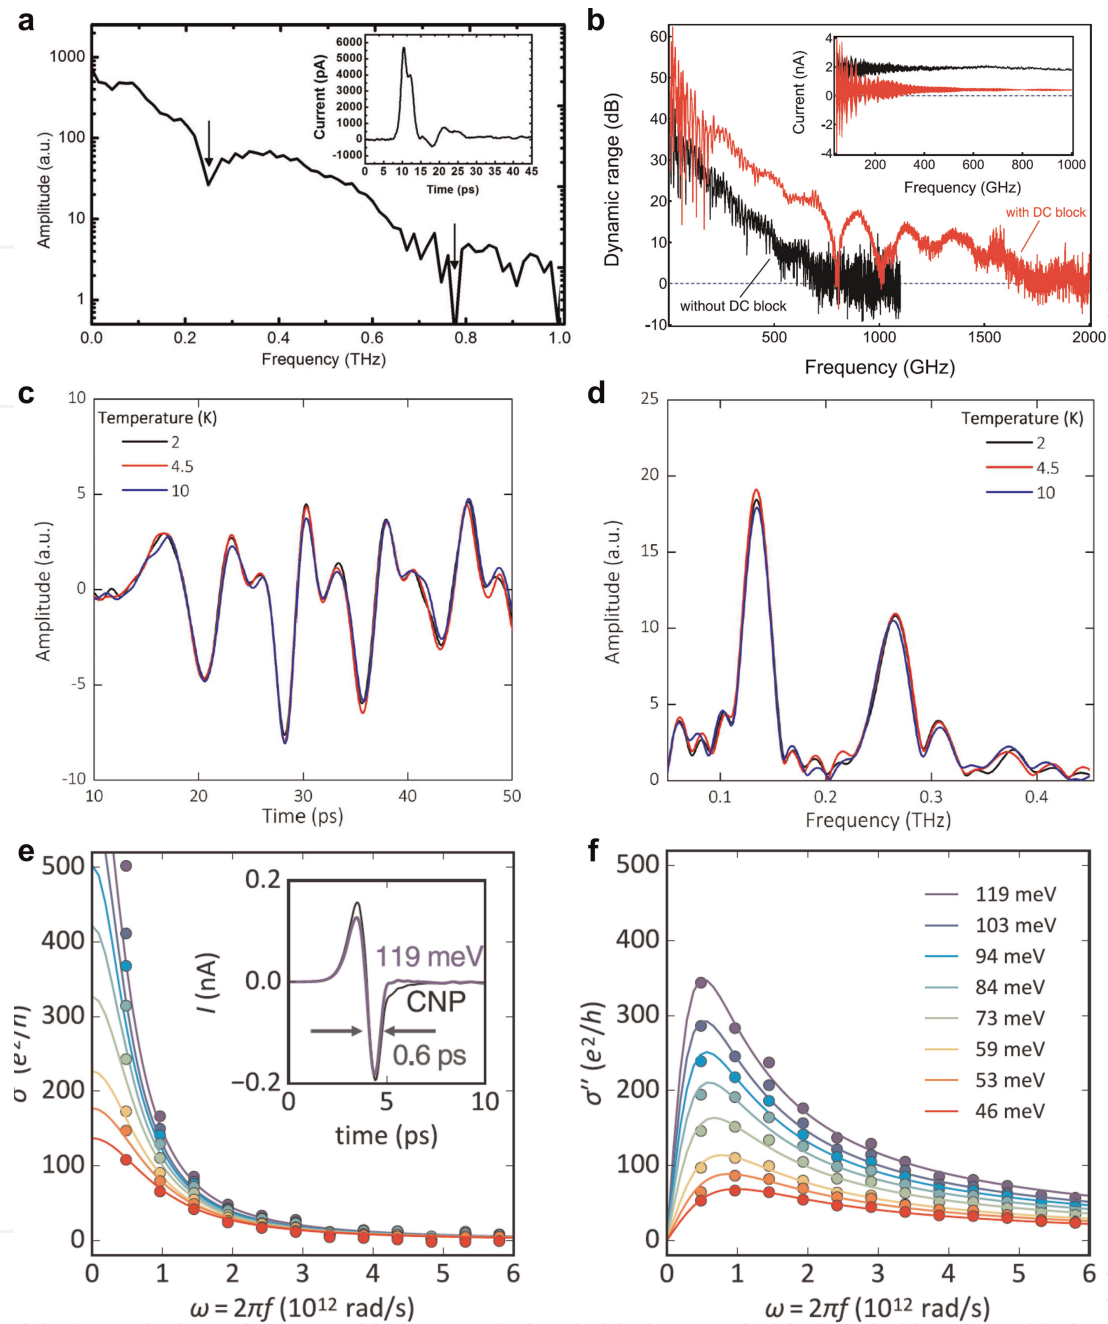 a
1000
100
10
1
Amplitude (a.u.)
0.0
0.2
0.4
0.6
0.8
1.0
Frequency (THz)
6000
5000
4000
3000
2000
1000
0
-1000
Current (pA)
0 5 10 15 20 25 30 35 40 45
Time (ps)
b
60
50
40
30
20
10
0
-10
Dynamic range (dB)
500
1000
1500
2000
Frequency (GHz)
without DC block
with DC block
4
2
0
2
-4
Current (nA)
200 400 600 800 1000
Frequency (GHz)
c
10
5
0
-5
-10
Amplitude (a.u.)
Temperature (K)
2
4.5
10
10
20
30
40
50
Time (ps)
d
25
20
15
10
5
0
Amplitude (a.u.)
Temperature (K)
2
4.5
10
0.1
0.2
0.3
0.4
Frequency (THz)
e
500
400
300
200
100
0
(e²/h)
0 1 2 3 4 5 6
ω = 2πf (10¹² rad/s)
0.2
0.0
−0.2
I (nA)
119 meV
CNP
0.6 ps
0 5 10
time (ps)
f
500
400
300
200
100
0
σ″ (e²/h)
119 meV
103 meV
94 meV
84 meV
73 meV
59 meV
53 meV
46 meV
0 1 2 3 4 5 6
ω = 2πf (10¹² rad/s)